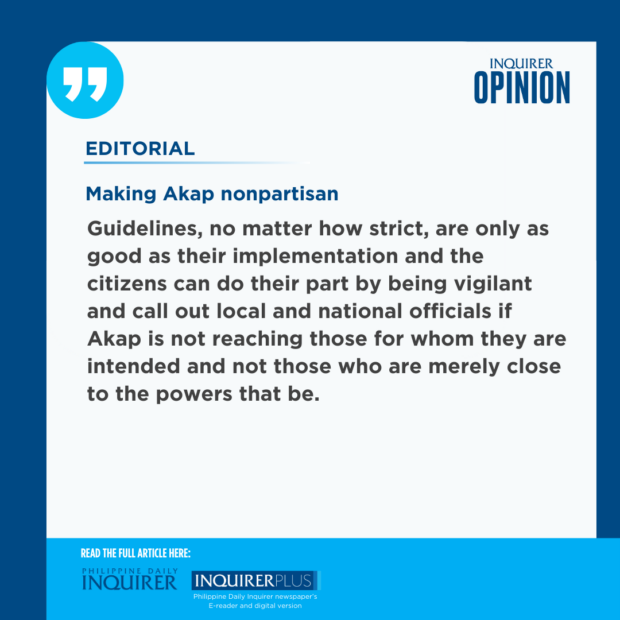 INQUIRER
OPINION
EDITORIAL
Making Akap nonpartisan
Guidelines, no matter how strict, are only as
good as their implementation and the
citizens can do their part by being vigilant
and call out local and national officials if
Akap is not reaching those for whom they are
intended and not those who are merely close
to the powers that be.
READ THE FULL ARTICLE HERE:
PHILIPPINE DAILY
INQUIRER
INQUIRERPLUS
Philippine Daily Inquirer newspaper's
E-reader and digital version